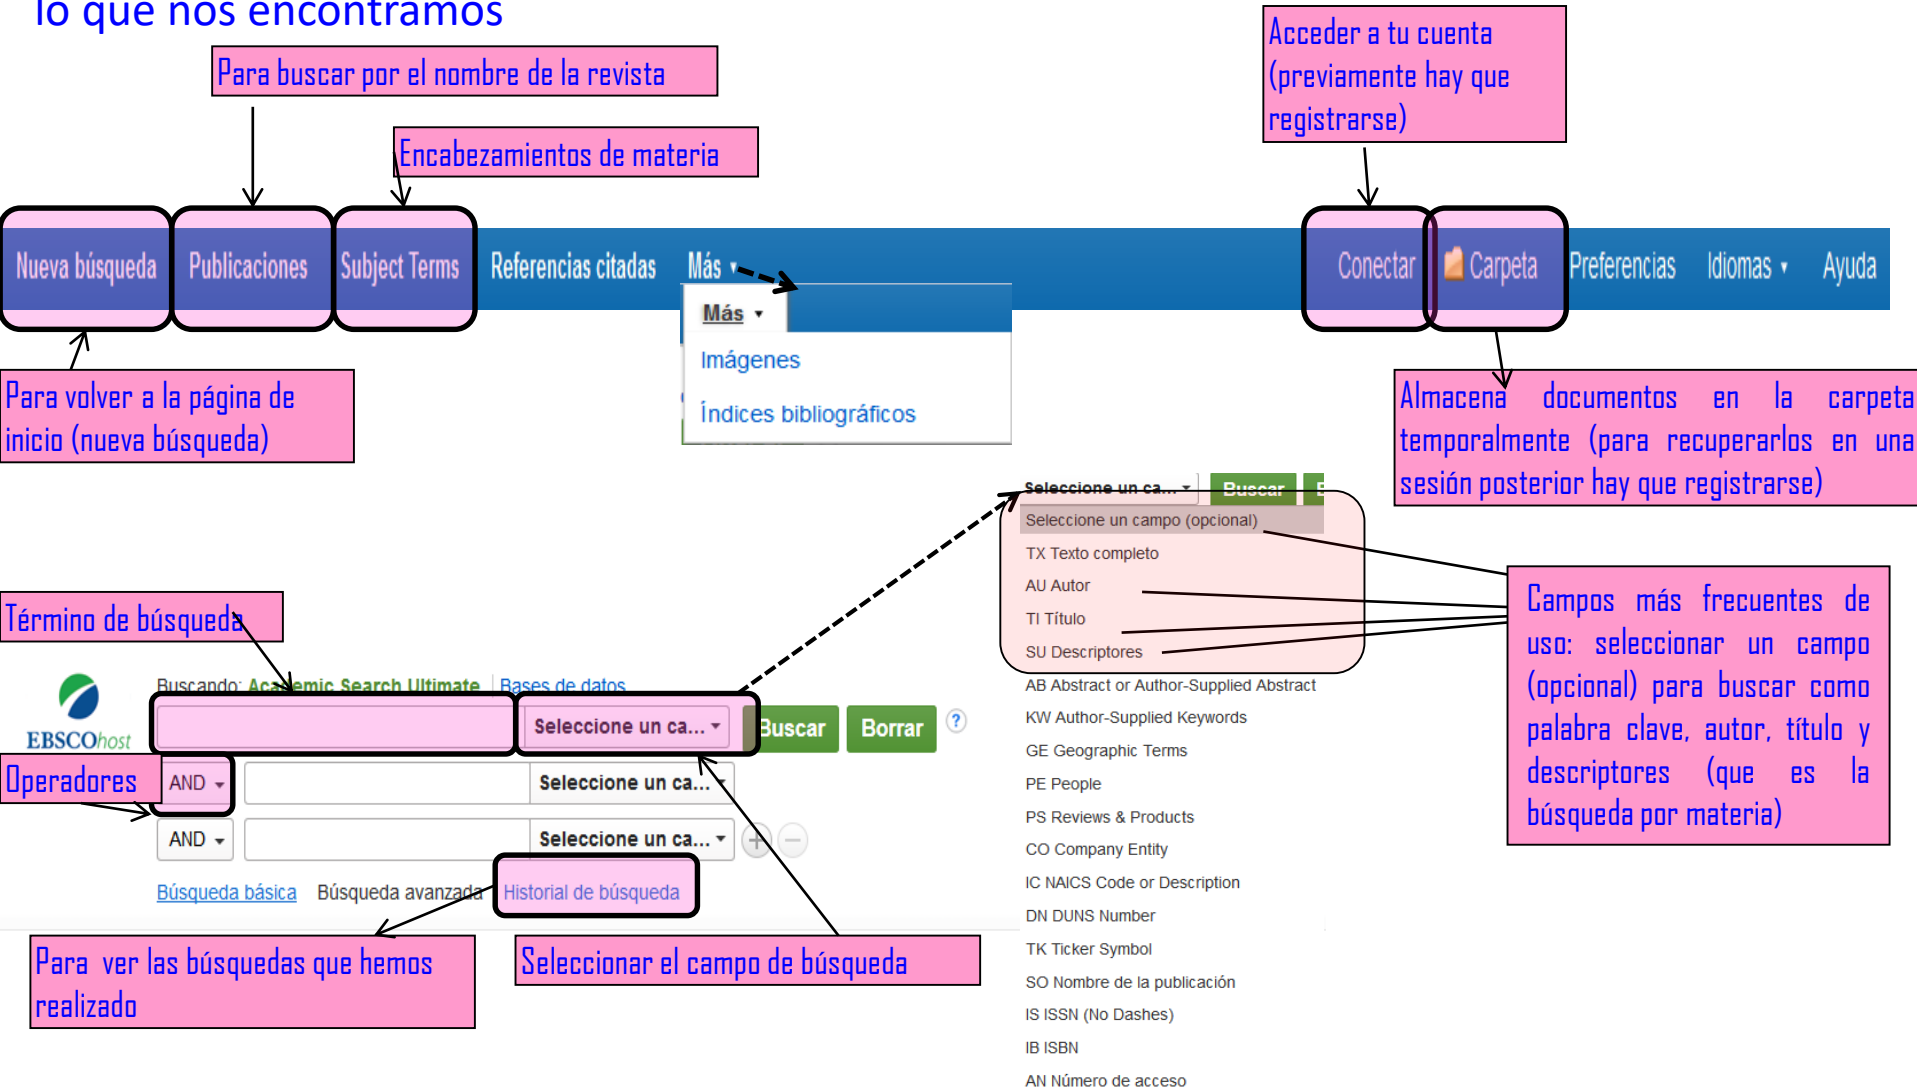 lo que nos encontramos
Para buscar por el nombre de la revista
Encabezamientos de materia
Acceder a tu cuenta
(previamente hay que
registrarse)
Nueva búsqueda
Publicaciones
Subject Terms
Referencias citadas
Más
Conectar
Carpeta
Preferencias
Idiomas
Ayuda
Más
Imágenes
Índices bibliográficos
Para volver a la página de
inicio (nueva búsqueda)
Almacena documentos en la carpeta
temporalmente (para recuperarlos en una
sesión posterior hay que registrarse)
Término de búsqueda
Buscando: Academic Search Ultimate
Bases de datos
EBSCOhost
Seleccione un ca...
Buscar
Borrar
?
Operadores
AND
Seleccione un ca...
AND
Seleccione un ca...
+
−
Búsqueda básica
Búsqueda avanzada
Historial de búsqueda
Para ver las búsquedas que hemos
realizado
Seleccionar el campo de búsqueda
Seleccione un ca...
Buscar
Seleccione un campo (opcional)
TX Texto completo
AU Autor
TI Título
SU Descriptores
AB Abstract or Author-Supplied Abstract
KW Author-Supplied Keywords
GE Geographic Terms
PE People
PS Reviews & Products
CO Company Entity
IC NAICS Code or Description
DN DUNS Number
TK Ticker Symbol
SO Nombre de la publicación
IS ISSN (No Dashes)
IB ISBN
AN Número de acceso
Campos más frecuentes de
uso: seleccionar un campo
(opcional) para buscar como
palabra clave, autor, título y
descriptores (que es la
búsqueda por materia)